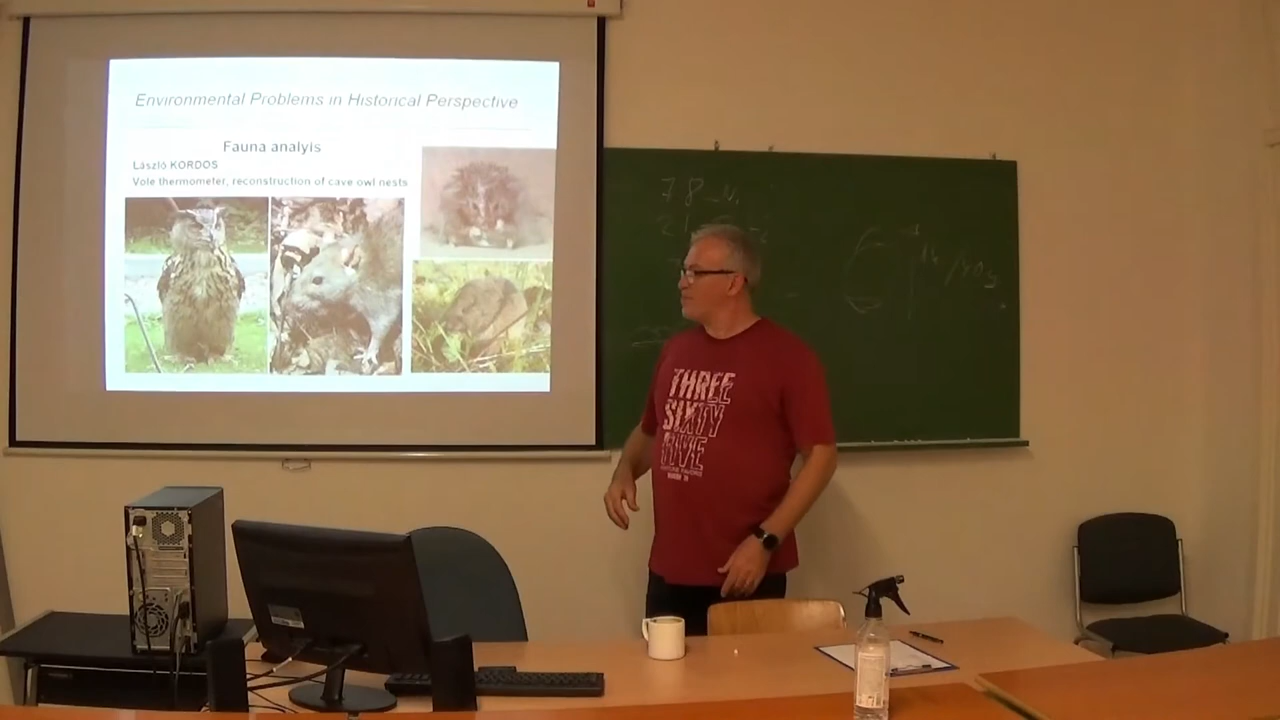 Environmental Problems in Historical Perspective
Fauna analyis
László KORDOS
Vole thermometer, reconstruction of cave owl nests
78
THREE
SIXTY
FIVE